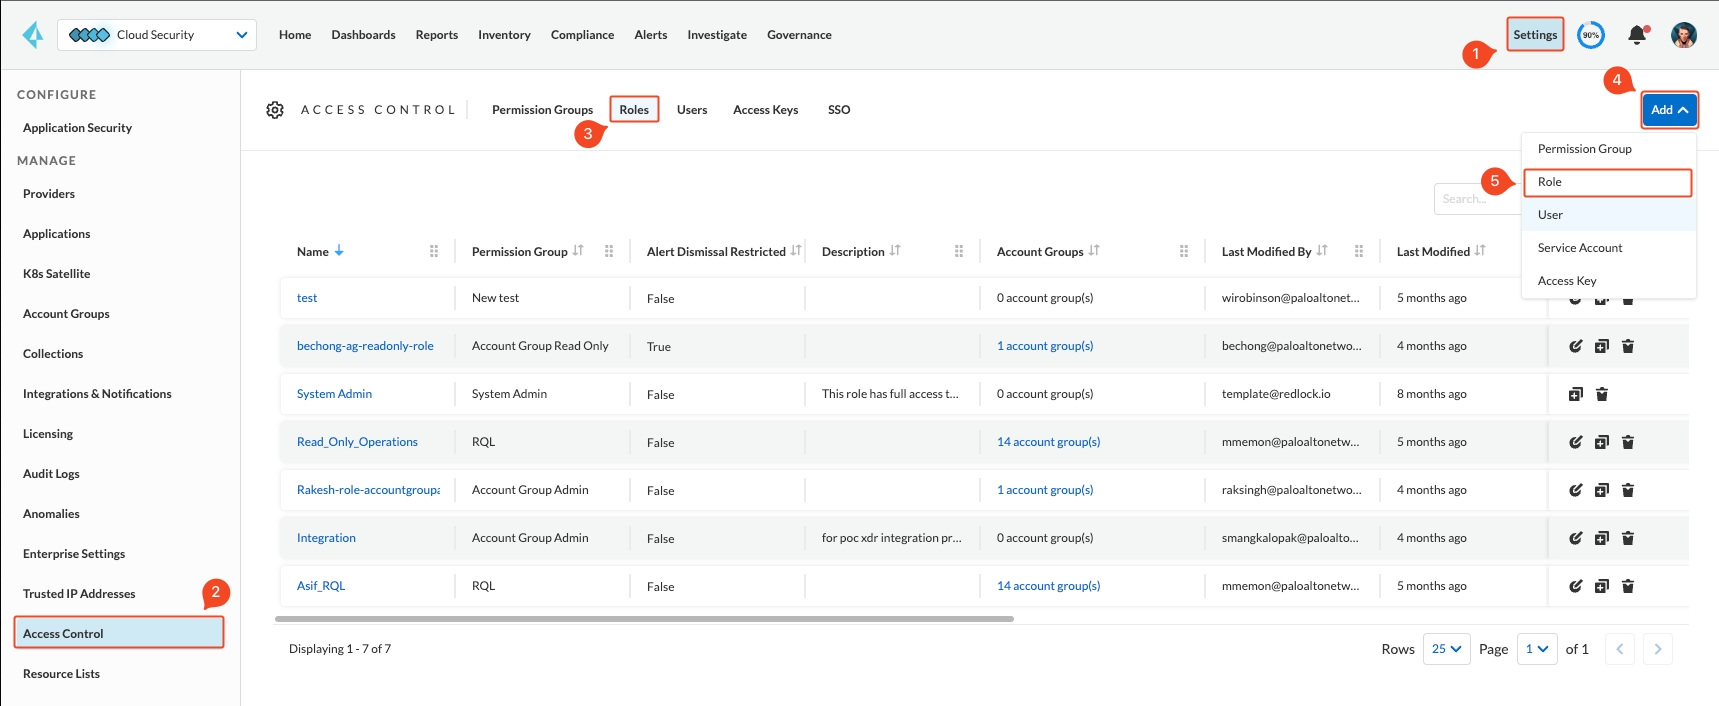 Cloud Security
Home Dashboards Reports Inventory Compliance Alerts Investigate Governance
Settings 90%
1
CONFIGURE
Application Security
MANAGE
Providers
Applications
K8s Satellite
Account Groups
Collections
Integrations & Notifications
Licensing
Audit Logs
Anomalies
Enterprise Settings
Trusted IP Addresses
2
Access Control
Resource Lists
ACCESS CONTROL Permission Groups Roles Users Access Keys SSO
3
4
Add
Permission Group
5
Role
User
Service Account
Access Key
Search...
Name Permission Group Alert Dismissal Restricted Description Account Groups Last Modified By Last Modified
test New test False 0 account group(s) wirobinson@paloaltonet... 5 months ago
bechong-ag-readonly-role Account Group Read Only True 1 account group(s) bechong@paloaltonetwo... 4 months ago
System Admin System Admin False This role has full access t... 0 account group(s) template@redlock.io 8 months ago
Read_Only_Operations RQL False 14 account group(s) mmemon@paloaltonetw... 5 months ago
Rakesh-role-accountgroupa Account Group Admin False 1 account group(s) raksingh@paloaltonetwo... 4 months ago
Integration Account Group Admin False for poc xdr integration pr... 0 account group(s) smangkalopak@paloalto... 4 months ago
Asif_RQL RQL False 14 account group(s) mmemon@paloaltonetw... 5 months ago
Displaying 1 - 7 of 7
Rows 25 Page 1 of 1